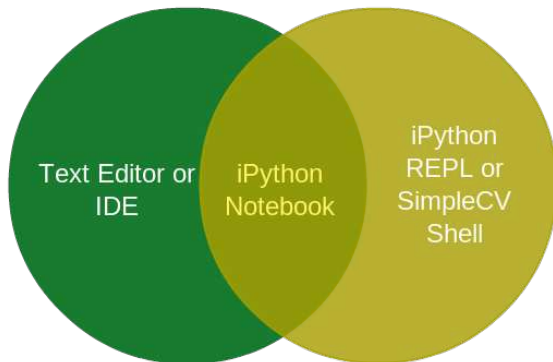 Text Editor or
IDE
iPython
Notebook
iPython
REPL or
SimpleCV
Shell